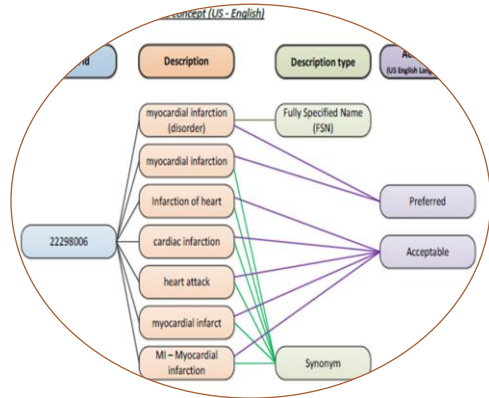 concept (US - English)
Description
Description type
(US English Lang
myocardial infarction
(disorder)
Fully Specified Name
(FSN)
myocardial infarction
Infarction of heart
Preferred
22298006
cardiac infarction
Acceptable
heart attack
myocardial infarct
MI – Myocardial
infarction
Synonym